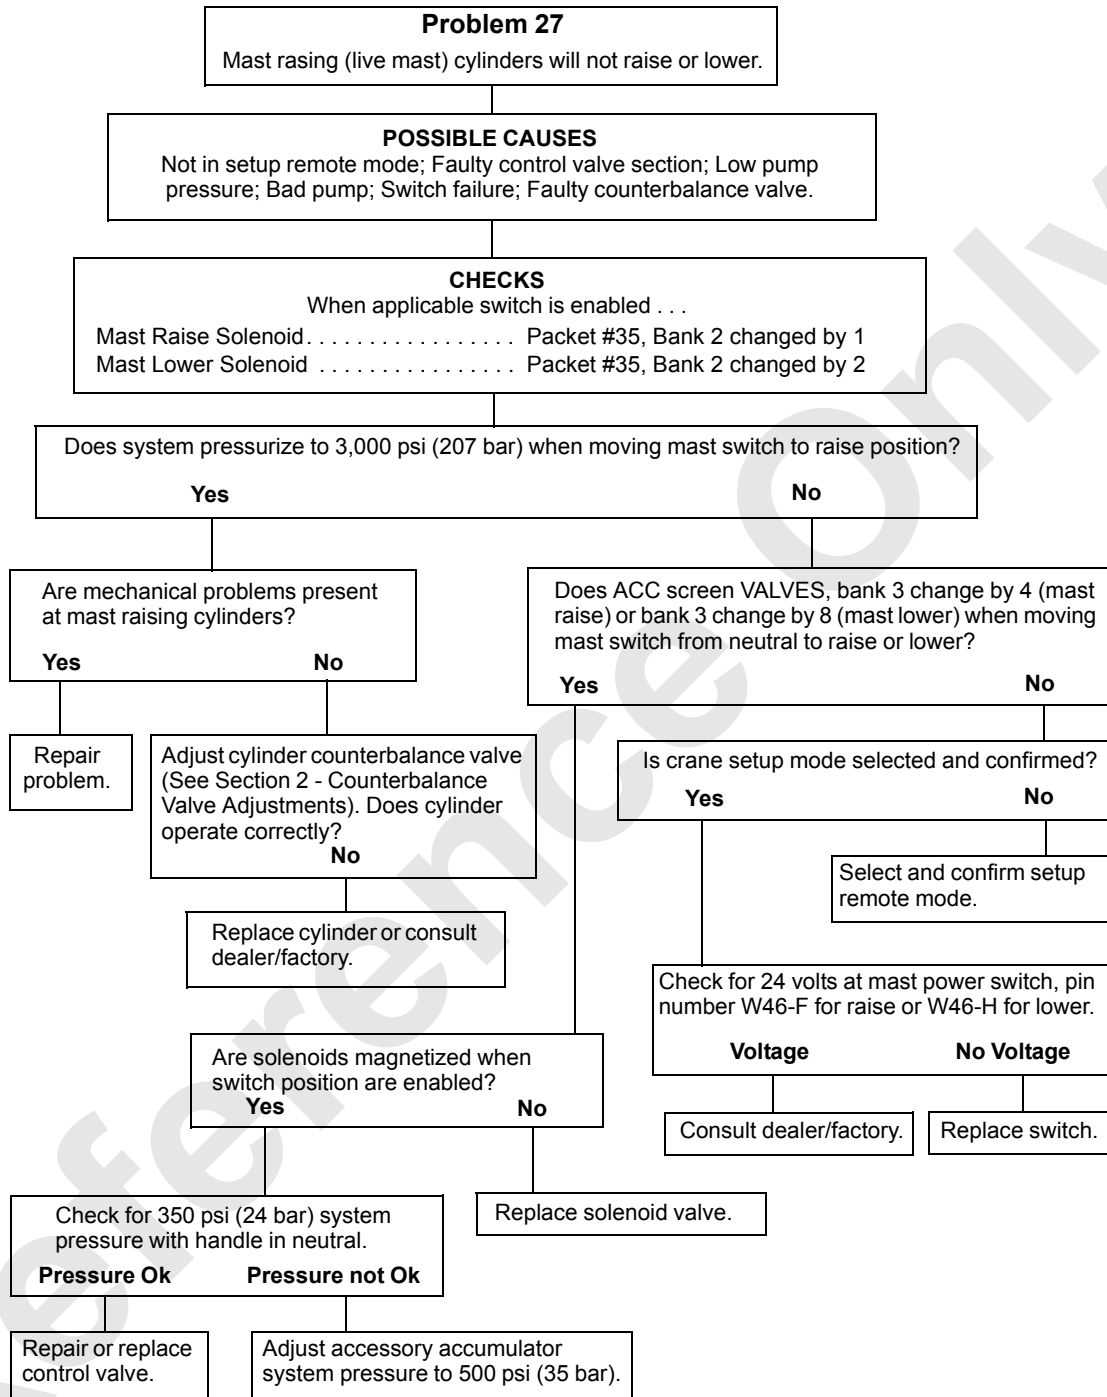 Problem 27
Mast rasing (live mast) cylinders will not raise or lower.
POSSIBLE CAUSES
Not in setup remote mode; Faulty control valve section; Low pump
pressure; Bad pump; Switch failure; Faulty counterbalance valve.
CHECKS
When applicable switch is enabled . . .
Mast Raise Solenoid. . . . . . . . . . . . . . . . . Packet #35, Bank 2 changed by 1
Mast Lower Solenoid . . . . . . . . . . . . . . . . Packet #35, Bank 2 changed by 2
Does system pressurize to 3,000 psi (207 bar) when moving mast switch to raise position?
Yes
No
Are mechanical problems present
at mast raising cylinders?
Yes
No
Does ACC screen VALVES, bank 3 change by 4 (mast
raise) or bank 3 change by 8 (mast lower) when moving
mast switch from neutral to raise or lower?
Yes
No
Repair
problem.
Adjust cylinder counterbalance valve
(See Section 2 - Counterbalance
Valve Adjustments). Does cylinder
operate correctly?
No
Is crane setup mode selected and confirmed?
Yes
No
Select and confirm setup
remote mode.
Replace cylinder or consult
dealer/factory.
Check for 24 volts at mast power switch, pin
number W46-F for raise or W46-H for lower.
Voltage
No Voltage
Are solenoids magnetized when
switch position are enabled?
Yes
No
Consult dealer/factory.
Replace switch.
Check for 350 psi (24 bar) system
pressure with handle in neutral.
Pressure Ok
Pressure not Ok
Replace solenoid valve.
Repair or replace
control valve.
Adjust accessory accumulator
system pressure to 500 psi (35 bar).
Reference Only